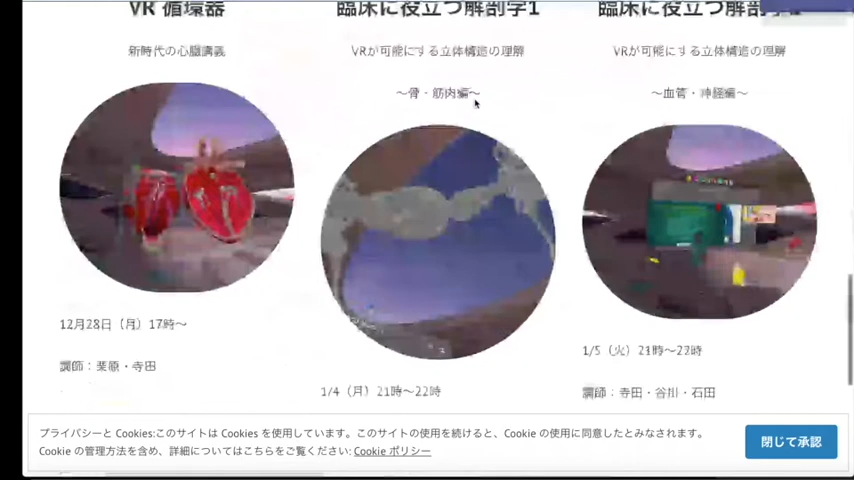 VR 循環器
新時代の心臓講義
12月28日（月）17時～
講師：栗原・寺田
臨床に役立つ解剖学1
VRが可能にする立体構造の理解
～骨・筋肉編～
1/4（月）21時～22時
臨床に役立つ解剖学
VRが可能にする立体構造の理解
～血管・神経編～
1/5（火）21時～22時
講師：寺田・谷川・石田
プライバシーと Cookies:このサイトは Cookies を使用しています。このサイトの使用を続けると、Cookie の使用に同意したとみなされます。
Cookie の管理方法を含め、詳細についてはこちらをご覧ください: Cookie ポリシー
閉じて承認